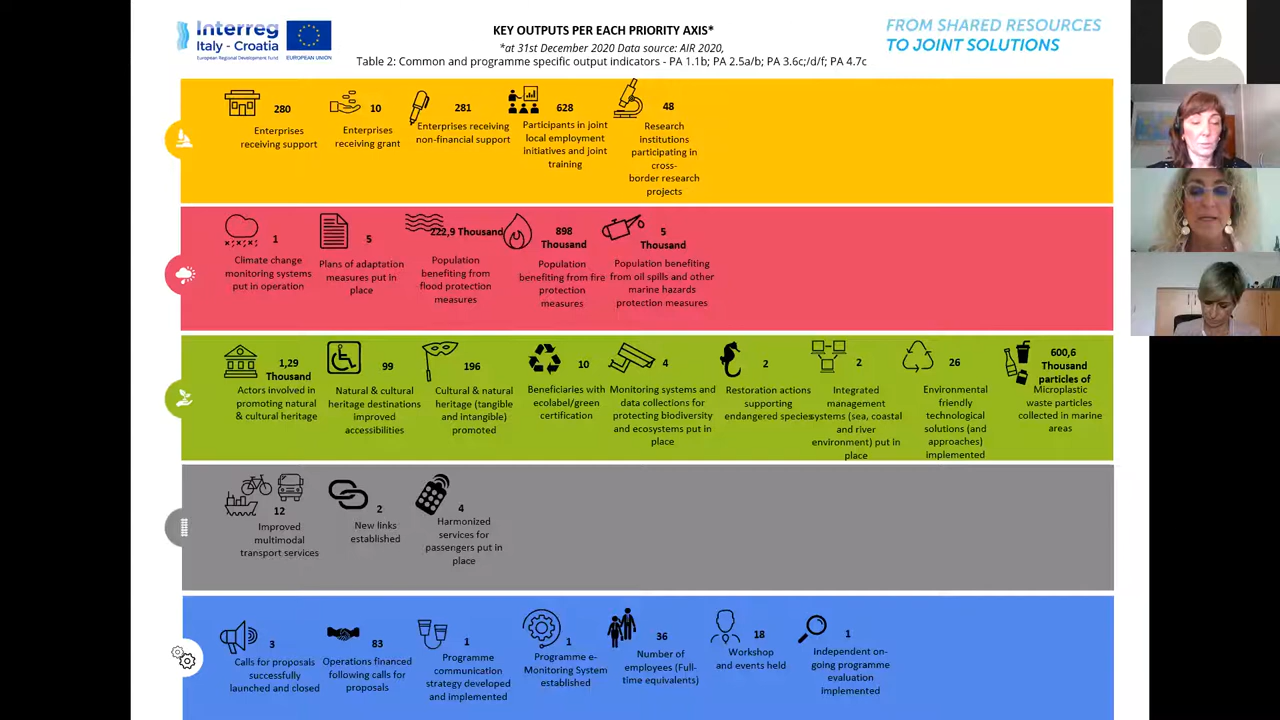 Interreg
Italy - Croatia
European Regional Development Fund
EUROPEAN UNION
KEY OUTPUTS PER EACH PRIORITY AXIS*
*at 31st December 2020 Data source: AIR 2020,
Table 2: Common and programme specific output indicators - PA 1.1b; PA 2.5a/b; PA 3.6c;/d/f; PA 4.7c
FROM SHARED RESOURCES
TO JOINT SOLUTIONS
280
Enterprises
receiving support
10
Enterprises
receiving grant
281
Enterprises receiving
non-financial support
628
Participants in joint
local employment
initiatives and joint
training
48
Research
institutions
participating in
cross-
border research
projects
1
Climate change
monitoring systems
put in operation
5
Plans of adaptation
measures put in
place
222,9 Thousand
Population
benefiting from
flood protection
measures
898
Thousand
Population
benefiting from fire
protection
measures
5
Thousand
Population benefiting
from oil spills and other
marine hazards
protection measures
1,29
Thousand
Actors involved in
promoting natural
& cultural heritage
99
Natural & cultural
heritage destinations
improved
accessibilities
196
Cultural & natural
heritage (tangible
and intangible)
promoted
10
Beneficiaries with
ecolabel/green
certification
4
Monitoring systems and
data collections for
protecting biodiversity
and ecosystems put in
place
2
Restoration actions
supporting
endangered species
2
Integrated
management
systems (sea, coastal
and river
environment) put in
place
26
Environmental
friendly
technological
solutions (and
approaches)
implemented
600,6
Thousand
particles of
Microplastic
waste particles
collected in marine
areas
12
Improved
multimodal
transport services
2
New links
established
4
Harmonized
services for
passengers put in
place
3
Calls for proposals
successfully
launched and closed
83
Operations financed
following calls for
proposals
1
Programme
communication
strategy developed
and implemented
1
Programme e-
Monitoring System
established
36
Number of
employees (Full-
time equivalents)
18
Workshop
and events held
1
Independent on-
going programme
evaluation
implemented